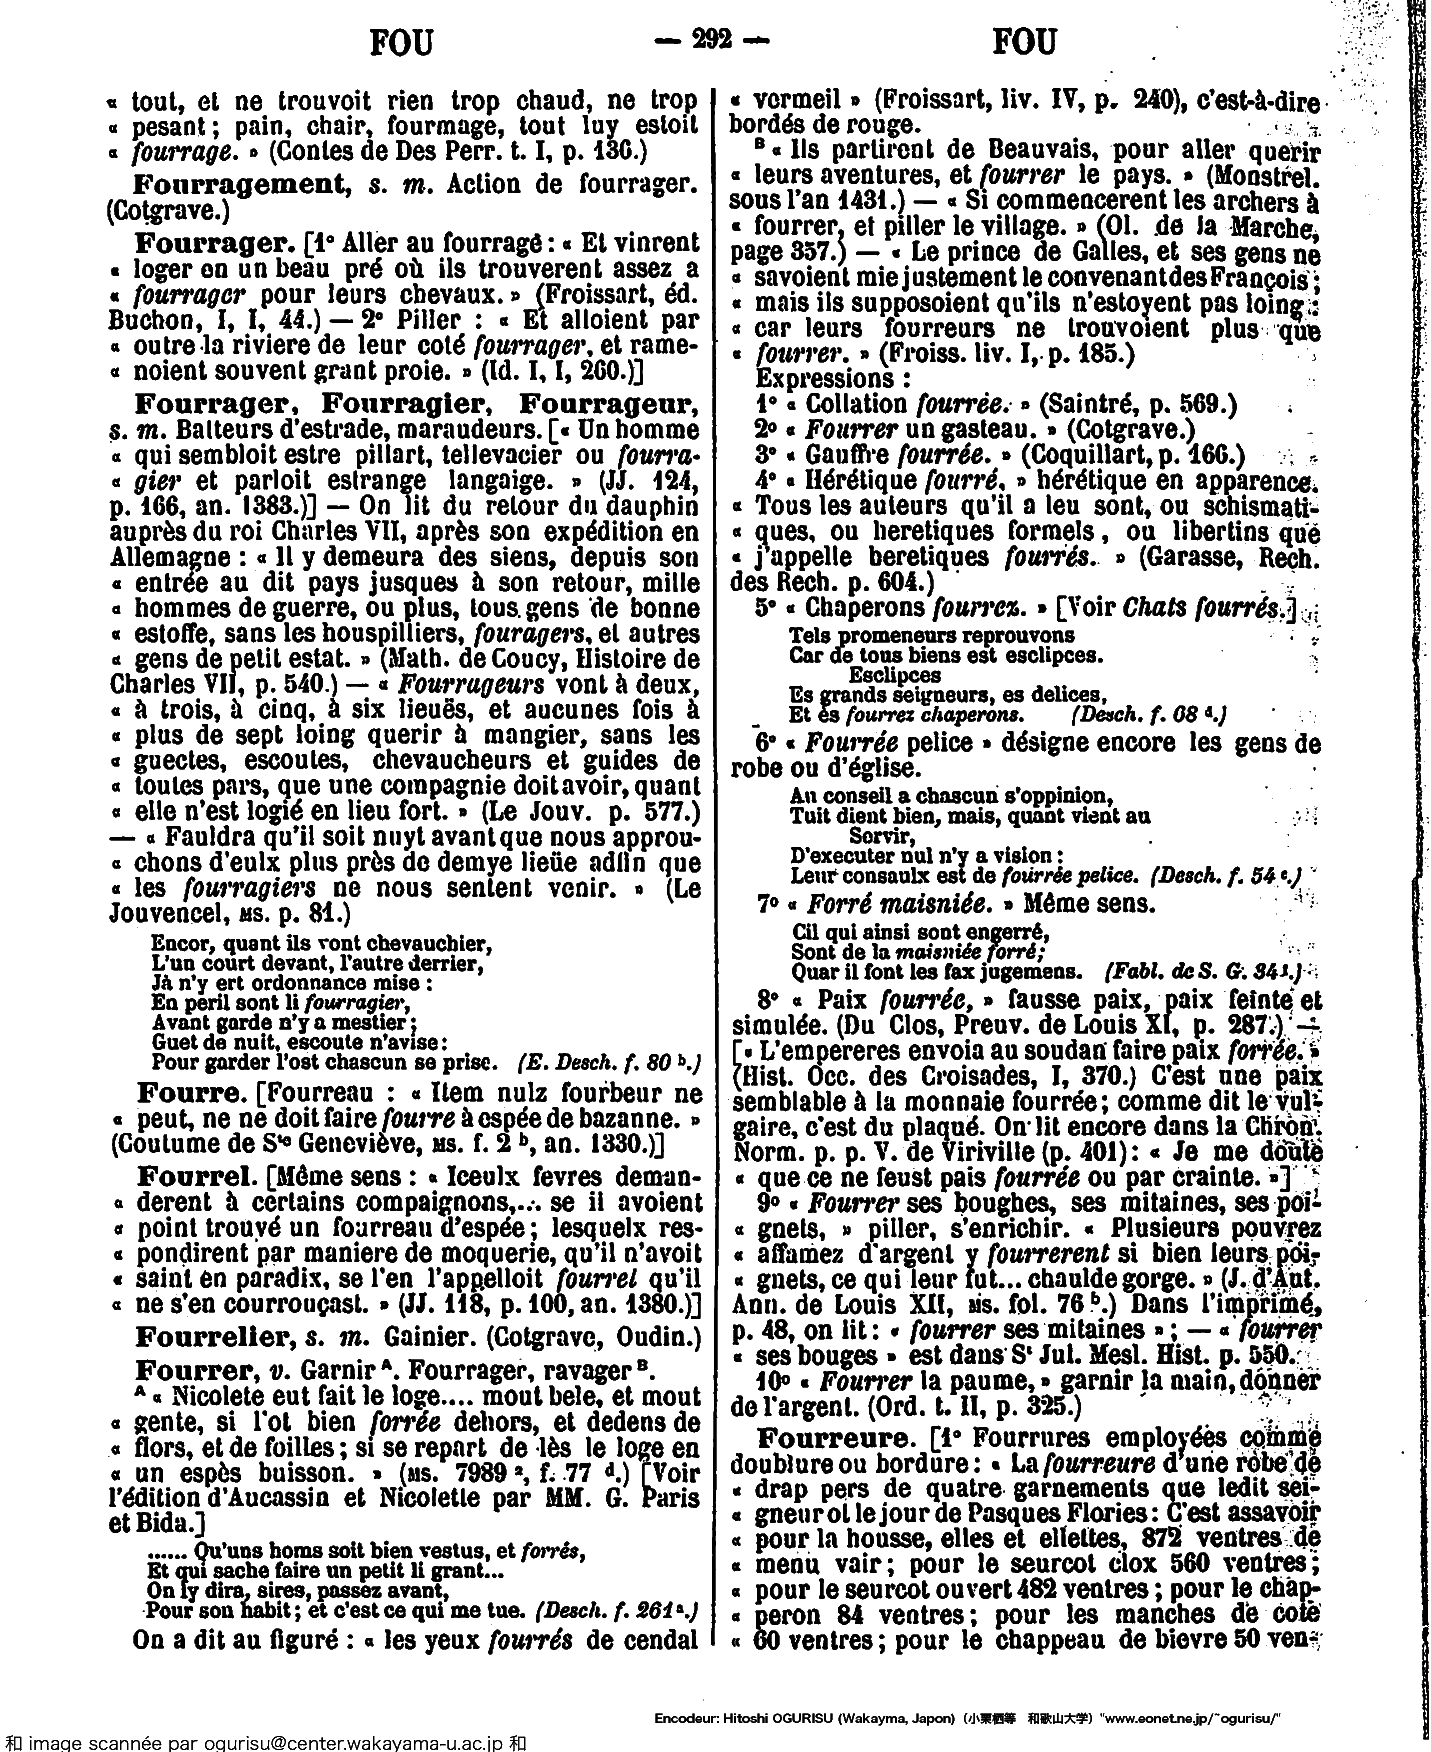 FOU — 292 — FOU
« tout, et ne trouvoit rien trop chaud, ne trop
« pesant ; pain, chair, fourmage, tout luy estoit
« fourrage. » (Contes de Des Perr. t. I, p. 136.)
Fourragement, s. m. Action de fourrager.
(Cotgrave.)
Fourrager. [1° Aller au fourragé : « Et vinrent
« loger en un beau pré où ils trouverent assez a
« fourrager pour leurs chevaux. » (Froissart, éd.
Buchon, I, I, 44.) — 2° Piller : « Et alloient par
« outre la riviere de leur coté fourrager, et rame-
« noient souvent grant proie. » (Id. I, I, 260.)]
Fourrager, Fourragier, Fourrageur,
s. m. Batteurs d'estrade, maraudeurs. [« Un homme
« qui sembloit estre pillart, tellevacier ou fourra-
« gier et parloit estrange langaige. » (JJ. 124,
p. 166, an. 1383.)] — On lit du retour du dauphin
auprès du roi Charles VII, après son expédition en
Allemagne : « Il y demeura des siens, depuis son
« entrée au dit pays jusques à son retour, mille
« hommes de guerre, ou plus, tous gens de bonne
« estoffe, sans les houspilliers, fouragers, et autres
« gens de petit estat. » (Math. de Coucy, Histoire de
Charles VII, p. 540.) — « Fourrageurs vont à deux,
« à trois, à cinq, à six lieuës, et aucunes fois à
« plus de sept loing querir à mangier, sans les
« guectes, escoutes, chevaucheurs et guides de
« toutes pars, que une compagnie doit avoir, quant
« elle n'est logié en lieu fort. » (Le Jouv. p. 577.)
— « Fauldra qu'il soit nuyt avant que nous approu-
« chons d'eulx plus près de demye lieüe adfin que
« les fourragiers ne nous sentent venir. » (Le
Jouvencel, ms. p. 81.)
Encor, quant ils vont chevauchier,
L'un court devant, l'autre derrier,
Jà n'y ert ordonnance mise :
En peril sont li fourragier,
Avant garde n'y a mestier ;
Guet de nuit, escoute n'avise :
Pour garder l'ost chascun se prise. (E. Desch. f. 80 b.)
Fourre. [Fourreau : « Item nulz fourbeur ne
« peut, ne ne doit faire fourre à espée de bazanne. »
(Coutume de Ste Geneviève, ms. f. 2 b, an. 1330.)]
Fourrel. [Même sens : « Iceulx fevres deman-
« derent à certains compaignons,... se il avoient
« point trouvé un fourreau d'espée ; lesquelx res-
« pondirent par maniere de moquerie, qu'il n'avoit
« saint en paradix, se l'en l'appelloit fourrel qu'il
« ne s'en courrouçast. » (JJ. 118, p. 100, an. 1380.)]
Fourrelier, s. m. Gainier. (Cotgrave, Oudin.)
Fourrer, v. Garnir A. Fourrager, ravager B.
A « Nicolete eut fait le loge.... mout bele, et mout
« gente, si l'ot bien forrée dehors, et dedens de
« flors, et de foilles ; si se repart de lès le loge en
« un espès buisson. » (ms. 7989 2, f. 77 d.) [Voir
l'édition d'Aucassin et Nicolette par MM. G. Paris
et Bida.]
...... Qu'uns homs soit bien vestus, et forrés,
Et qui sache faire un petit li grant...
On ly dira, sires, passez avant,
Pour son habit ; et c'est ce qui me tue. (Desch. f. 261 a.)
On a dit au figuré : « les yeux fourrés de cendal
« vermeil » (Froissart, liv. IV, p. 240), c'est-à-dire
bordés de rouge.
B « Ils partirent de Beauvais, pour aller querir
« leurs aventures, et fourrer le pays. » (Monstrel.
sous l'an 1431.) — « Si commencerent les archers à
« fourrer, et piller le village. » (Ol. de la Marche,
page 357.) — « Le prince de Galles, et ses gens ne
« savoient mie justement le convenant des François ;
« mais ils supposoient qu'ils n'estoyent pas loing :
« car leurs fourreurs ne trouvoient plus que
« fourrer. » (Froiss. liv. I, p. 185.)
Expressions :
1° « Collation fourrée. » (Saintré, p. 569.)
2° « Fourrer un gasteau. » (Cotgrave.)
3° « Gauffre fourrée. » (Coquillart, p. 166.)
4° « Hérétique fourré, » hérétique en apparence.
« Tous les auteurs qu'il a leu sont, ou schismati-
« ques, ou heretiques formels, ou libertins que
« j'appelle beretiques fourrés. » (Garasse, Rech.
des Rech. p. 604.)
5° « Chaperons fourrez. » [Voir Chats fourrés.]
Tels promeneurs reprouvons
Car de tous biens est esclipces.
Esclipces
Es grands seigneurs, es delices,
Et ès fourrez chaperons. (Desch. f. 68 d.)
6° « Fourrée pelice » désigne encore les gens de
robe ou d'église.
Au conseil a chascun s'oppinion,
Tuit dient bien, mais, quant vient au
Servir,
D'executer nul n'y a vision :
Leur consaulx est de fourrée pelice. (Desch. f. 54 c.)
7° « Forré maisniée. » Même sens.
Cil qui ainsi sont engerré,
Sont de la maisniée forré ;
Quar il font les fax jugemens. (Fabl. de S. G. 341.)
8° « Paix fourrée, » fausse paix, paix feinte et
simulée. (Du Clos, Preuv. de Louis XI, p. 287.) —
[« L'empereres envoia au soudan faire paix forrée. »
(Hist. Occ. des Croisades, I, 370.) C'est une paix
semblable à la monnaie fourrée ; comme dit le vul-
gaire, c'est du plaqué. On lit encore dans la Chron.
Norm. p. p. V. de Viriville (p. 401) : « Je me doute
« que ce ne feust pais fourrée ou par crainte. »]
9° « Fourrer ses boughes, ses mitaines, ses poi-
« gnets, » piller, s'enrichir. « Plusieurs pouvrez
« affamez d'argent y fourrerent si bien leurs poi-
« gnets, ce qui leur fut... chaulde gorge. » (J. d'Aut.
Ann. de Louis XII, ms. fol. 76 b.) Dans l'imprimé,
p. 48, on lit : « fourrer ses mitaines » ; — « fourrer
« ses bouges » est dans St Jul. Mesl. Hist. p. 550.
10° « Fourrer la paume, » garnir la main, donner
de l'argent. (Ord. t. II, p. 325.)
Fourreure. [1° Fourrures employées comme
doublure ou bordure : « La fourreure d'une robe de
« drap pers de quatre garnements que ledit sei-
« gneur ot le jour de Pasques Flories : C'est assavoir
« pour la housse, elles et ellettes, 872 ventres de
« menu vair ; pour le seurcot clox 560 ventres ;
« pour le seurcot ouvert 482 ventres ; pour le chap-
« peron 84 ventres ; pour les manches de cote
« 60 ventres ; pour le chappeau de bievre 50 ven-
Encodeur: Hitoshi OGURISU (Wakayma, Japon) (小栗栖等 和歌山大学) "www.eonet.ne.jp/~ogurisu/"
和 image scannée par ogurisu@center.wakayama-u.ac.jp 和